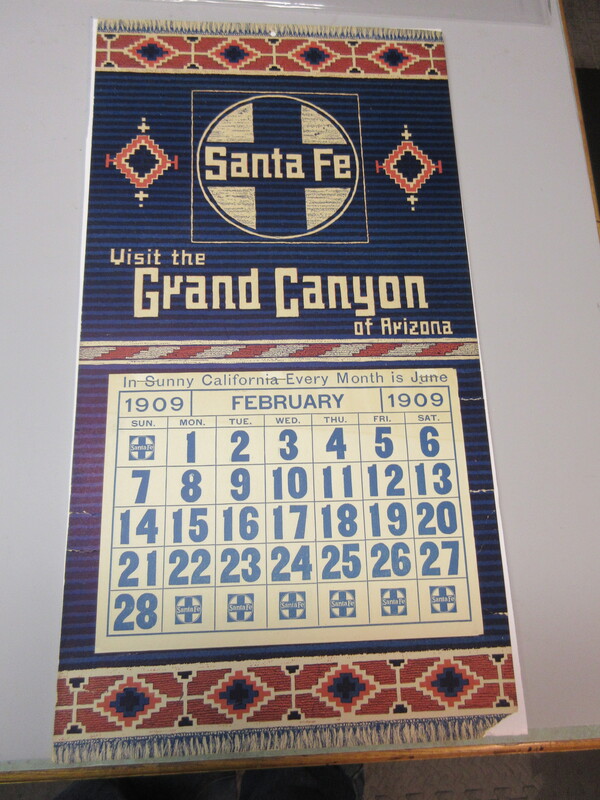 Santa Fe
Visit the
Grand Canyon
of Arizona
In Sunny California Every Month is June
1909 FEBRUARY 1909
SUN. MON. TUE. WED. THU. FRI. SAT.
Santa Fe 1 2 3 4 5 6
7 8 9 10 11 12 13
14 15 16 17 18 19 20
21 22 23 24 25 26 27
28 Santa Fe Santa Fe Santa Fe Santa Fe Santa Fe Santa Fe